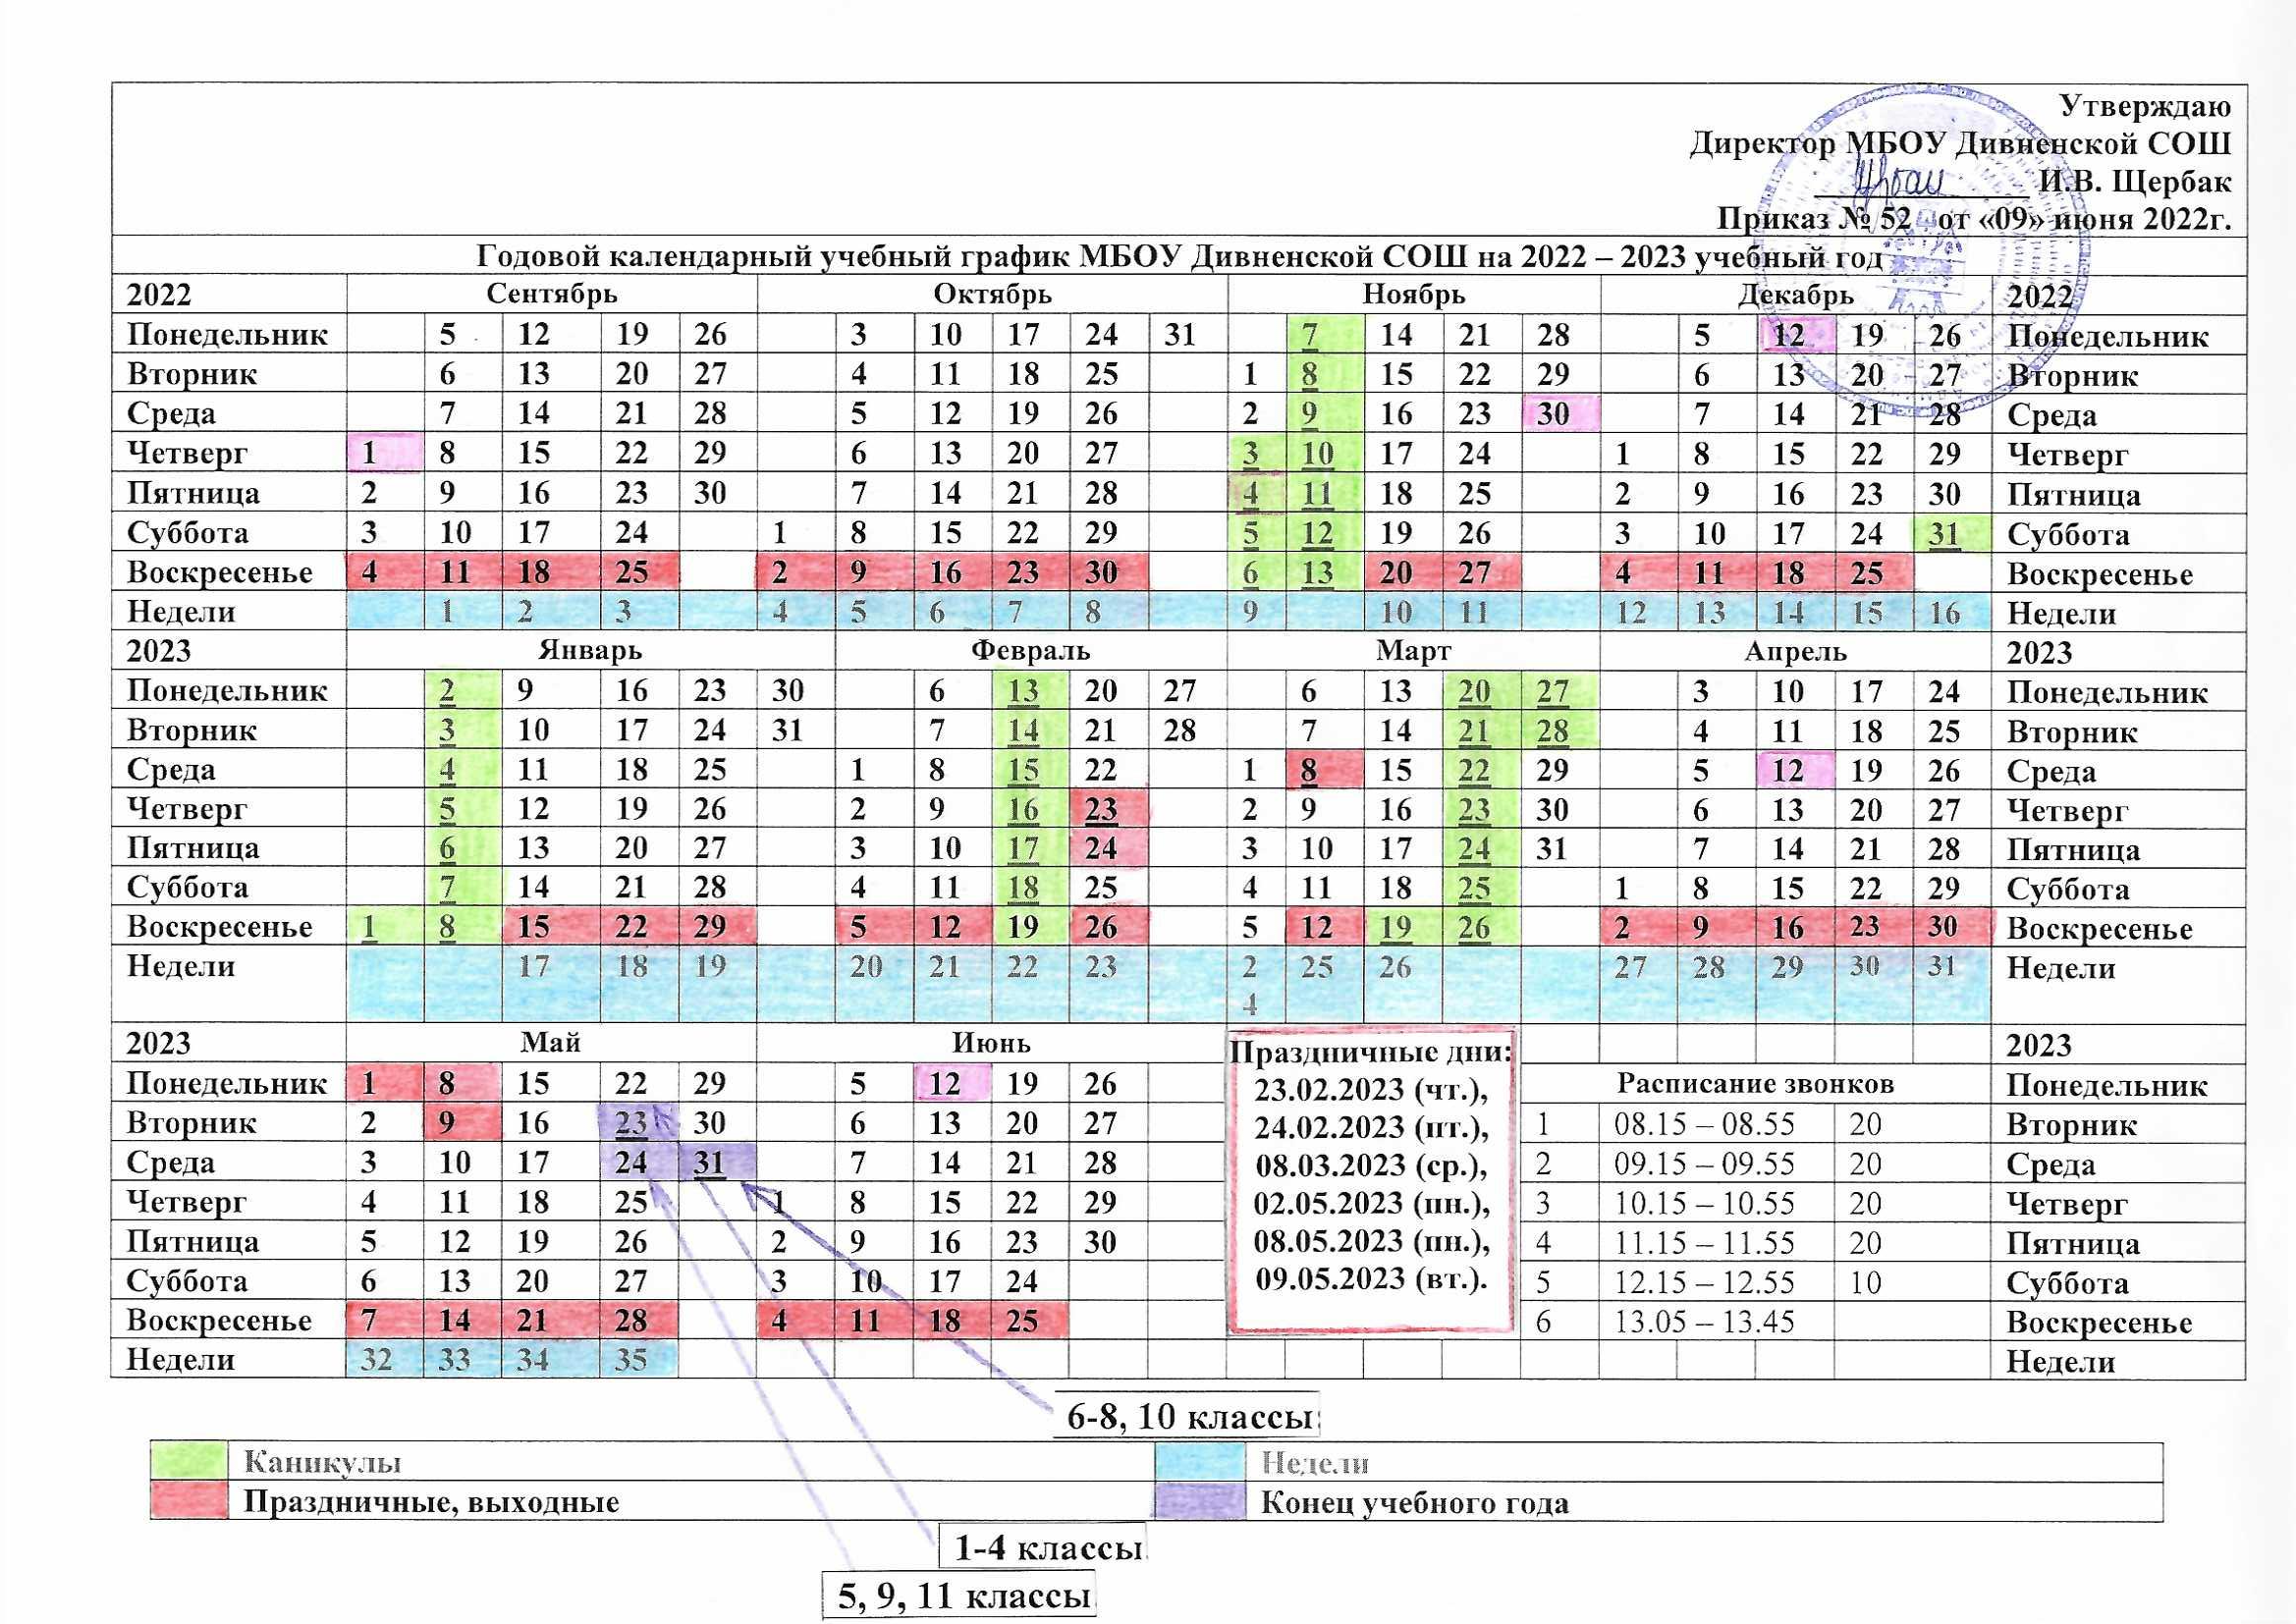 Утверждаю
Директор МБОУ Дивненской СОШ
И.В. Щербак
Приказ № 52 от «09» июня 2022г.
Годовой календарный учебный график МБОУ Дивненской СОШ на 2022 – 2023 учебный год
2022 Сентябрь Октябрь Ноябрь Декабрь 2022
Понедельник 5 12 19 26 3 10 17 24 31 7 14 21 28 5 12 19 26 Понедельник
Вторник 6 13 20 27 4 11 18 25 1 8 15 22 29 6 13 20 27 Вторник
Среда 7 14 21 28 5 12 19 26 2 9 16 23 30 7 14 21 28 Среда
Четверг 1 8 15 22 29 6 13 20 27 3 10 17 24 1 8 15 22 29 Четверг
Пятница 2 9 16 23 30 7 14 21 28 4 11 18 25 2 9 16 23 30 Пятница
Суббота 3 10 17 24 1 8 15 22 29 5 12 19 26 3 10 17 24 31 Суббота
Воскресенье 4 11 18 25 2 9 16 23 30 6 13 20 27 4 11 18 25 Воскресенье
Недели 1 2 3 4 5 6 7 8 9 10 11 12 13 14 15 16 Недели
2023 Январь Февраль Март Апрель 2023
Понедельник 2 9 16 23 30 6 13 20 27 6 13 20 27 3 10 17 24 Понедельник
Вторник 3 10 17 24 31 7 14 21 28 7 14 21 28 4 11 18 25 Вторник
Среда 4 11 18 25 1 8 15 22 1 8 15 22 29 5 12 19 26 Среда
Четверг 5 12 19 26 2 9 16 23 2 9 16 23 30 6 13 20 27 Четверг
Пятница 6 13 20 27 3 10 17 24 3 10 17 24 31 7 14 21 28 Пятница
Суббота 7 14 21 28 4 11 18 25 4 11 18 25 1 8 15 22 29 Суббота
Воскресенье 1 8 15 22 29 5 12 19 26 5 12 19 26 2 9 16 23 30 Воскресенье
Недели 17 18 19 20 21 22 23 2 25 26 27 28 29 30 31 Недели
4
2023 Май Июнь 2023
Понедельник 1 8 15 22 29 5 12 19 26 Понедельник
Вторник 2 9 16 23 30 6 13 20 27 Вторник
Среда 3 10 17 24 31 7 14 21 28 Среда
Четверг 4 11 18 25 1 8 15 22 29 Четверг
Пятница 5 12 19 26 2 9 16 23 30 Пятница
Суббота 6 13 20 27 3 10 17 24 Суббота
Воскресенье 7 14 21 28 4 11 18 25 Воскресенье
Недели 32 33 34 35 Недели
Праздничные дни:
23.02.2023 (чт.),
24.02.2023 (пт.),
08.03.2023 (ср.),
02.05.2023 (пн.),
08.05.2023 (пн.),
09.05.2023 (вт.).
Расписание звонков
1 08.15 – 08.55 20
2 09.15 – 09.55 20
3 10.15 – 10.55 20
4 11.15 – 11.55 20
5 12.15 – 12.55 10
6 13.05 – 13.45
6-8, 10 классы
Каникулы Недели
Праздничные, выходные Конец учебного года
1-4 классы
5, 9, 11 классы